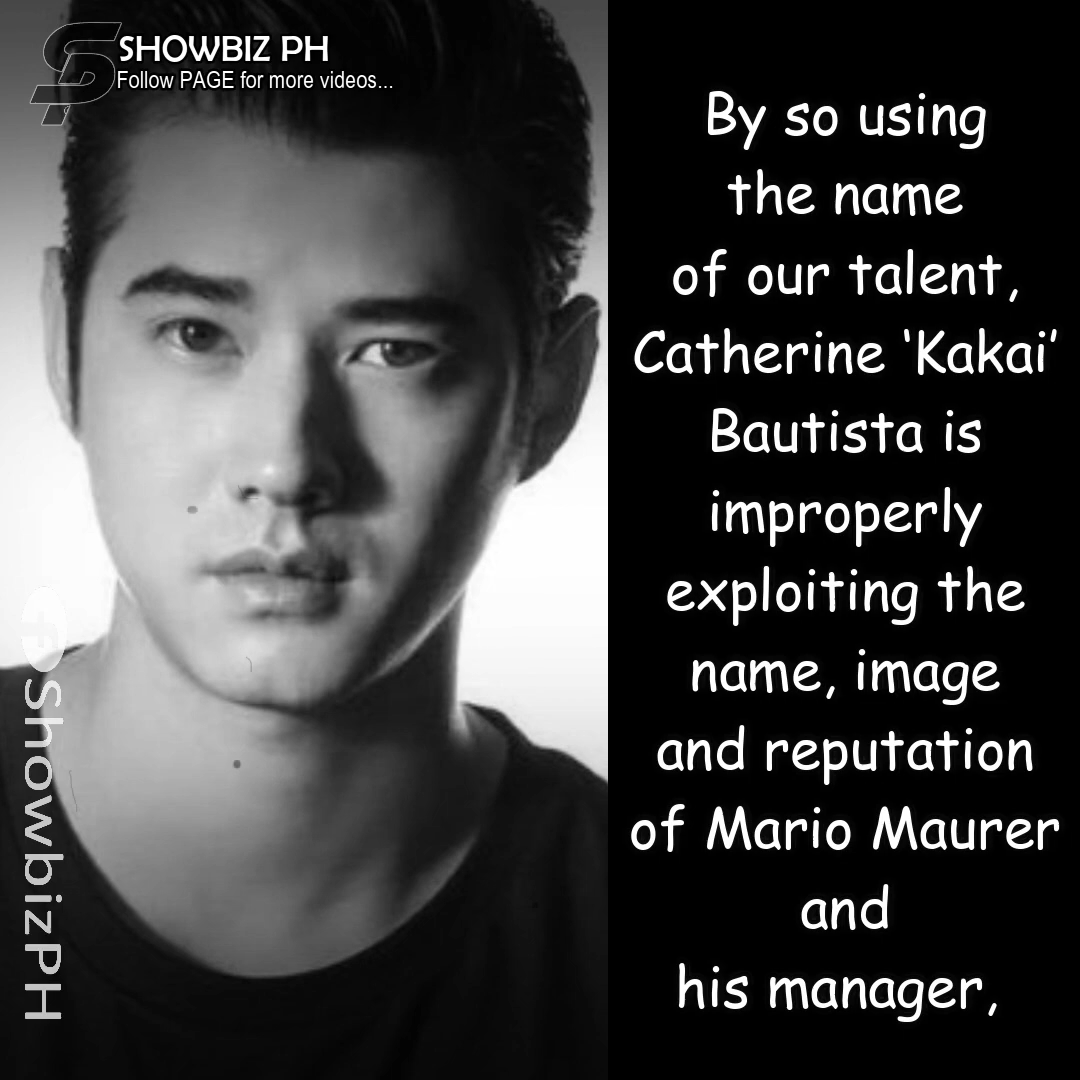 SHOWBIZ PH
Follow PAGE for more videos...
By so using
the name
of our talent,
Catherine ‘Kakai’
Bautista is
improperly
exploiting the
name, image
and reputation
of Mario Maurer
and
his manager,
ShowbizPH